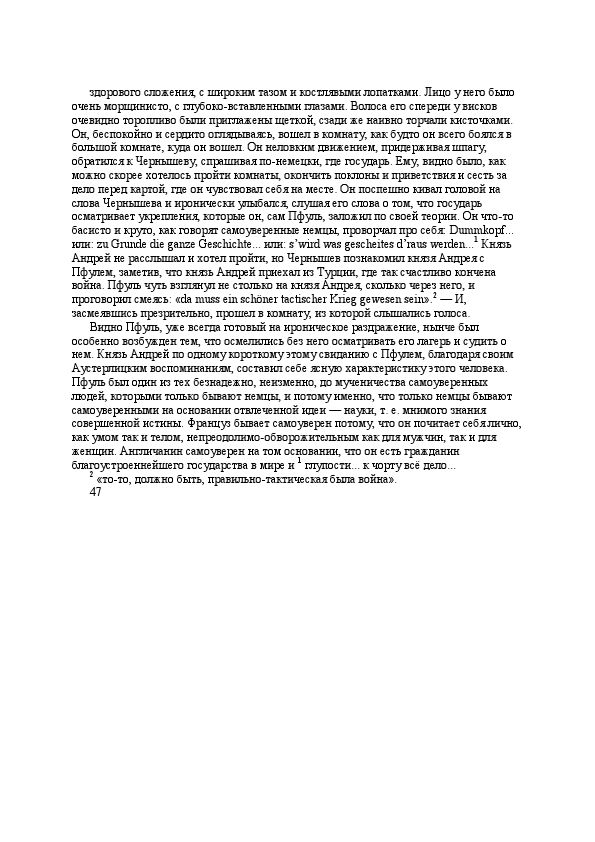 здорового сложения, с широким тазом и костлявыми лопатками. Лицо у него было
очень морщинисто, с глубоко-вставленными глазами. Волоса его спереди у висков
очевидно торопливо были приглажены щеткой, сзади же наивно торчали кисточками.
Он, беспокойно и сердито оглядываясь, вошел в комнату, как будто он всего боялся в
большой комнате, куда он вошел. Он неловким движением, придерживая шпагу,
обратился к Чернышеву, спрашивая по-немецки, где государь. Ему, видно было, как
можно скорее хотелось пройти комнаты, окончить поклоны и приветствия и сесть за
дело перед картой, где он чувствовал себя на месте. Он поспешно кивал головой на
слова Чернышева и иронически улыбался, слушая его слова о том, что государь
осматривает укрепления, которые он, сам Пфуль, заложил по своей теории. Он что-то
басисто и круто, как говорят самоуверенные немцы, проворчал про себя: Dummkopf...
или: zu Grunde die ganze Geschichte... или: s’wird was gescheites d’raus werden...1 Князь
Андрей не расслышал и хотел пройти, но Чернышев познакомил князя Андрея с
Пфулем, заметив, что князь Андрей приехал из Турции, где так счастливо кончена
война. Пфуль чуть взглянул не столько на князя Андрея, сколько через него, и
проговорил смеясь: «da muss ein schöner tactischer Krieg gewesen sein».2 — И,
засмеявшись презрительно, прошел в комнату, из которой слышались голоса.
Видно Пфуль, уже всегда готовый на ироническое раздражение, нынче был
особенно возбужден тем, что осмелились без него осматривать его лагерь и судить о
нем. Князь Андрей по одному короткому этому свиданию с Пфулем, благодаря своим
Аустерлицким воспоминаниям, составил себе ясную характеристику этого человека.
Пфуль был один из тех безнадежно, неизменно, до мученичества самоуверенных
людей, которыми только бывают немцы, и потому именно, что только немцы бывают
самоуверенными на основании отвлеченной идеи — науки, т. е. мнимого знания
совершенной истины. Француз бывает самоуверен потому, что он почитает себя лично,
как умом так и телом, непреодолимо-обворожительным как для мужчин, так и для
женщин. Англичанин самоуверен на том основании, что он есть гражданин
благоустроеннейшего государства в мире и 1 глупости... к чорту всё дело...
2 «то-то, должно быть, правильно-тактическая была война».
47